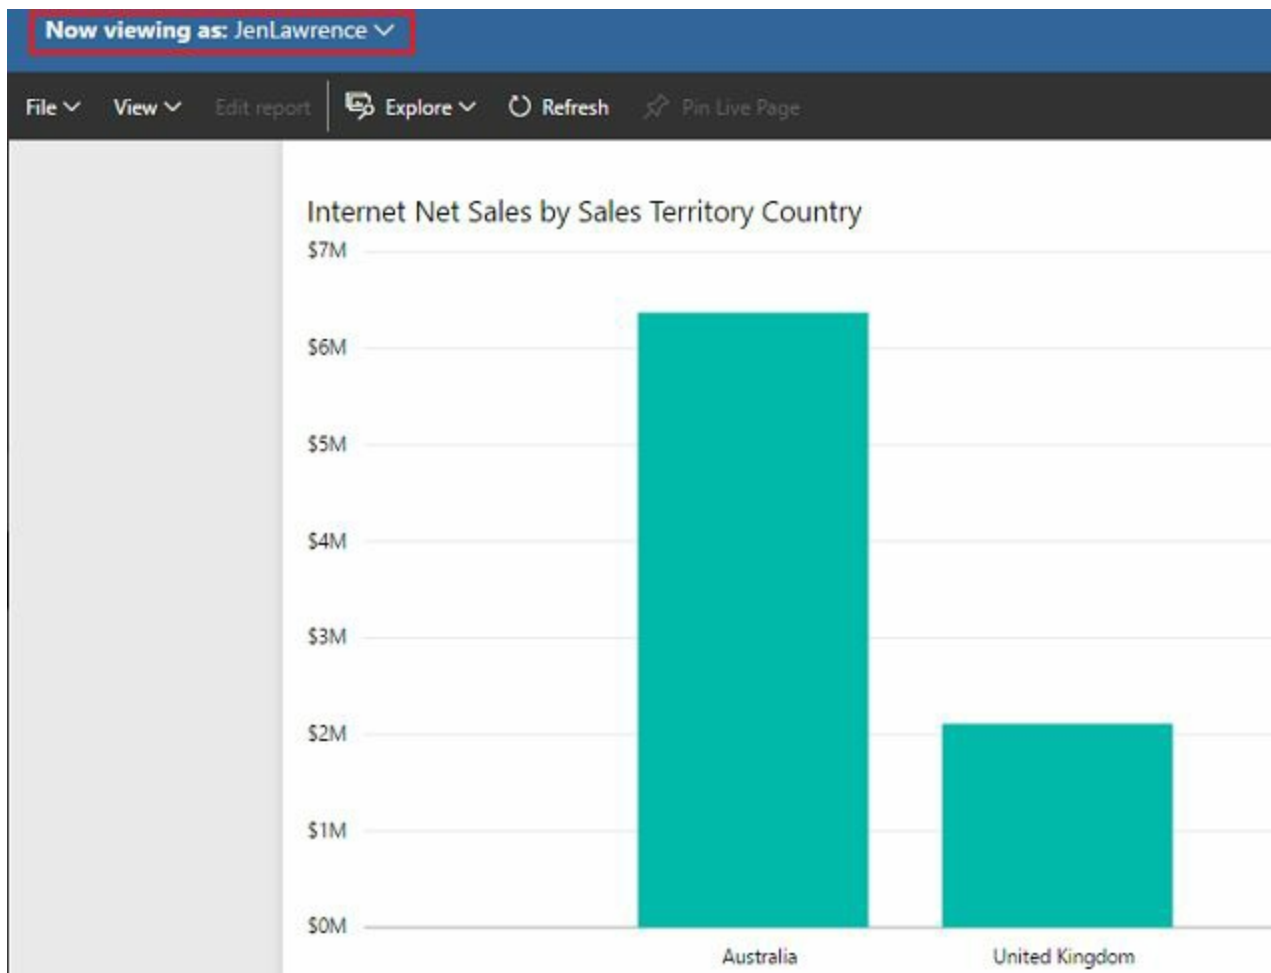 Now viewing as: JenLawrence
File View Edit report Explore Refresh Pin Live Page
Internet Net Sales by Sales Territory Country
$7M
$6M
$5M
$4M
$3M
$2M
$1M
$0M
Australia United Kingdom